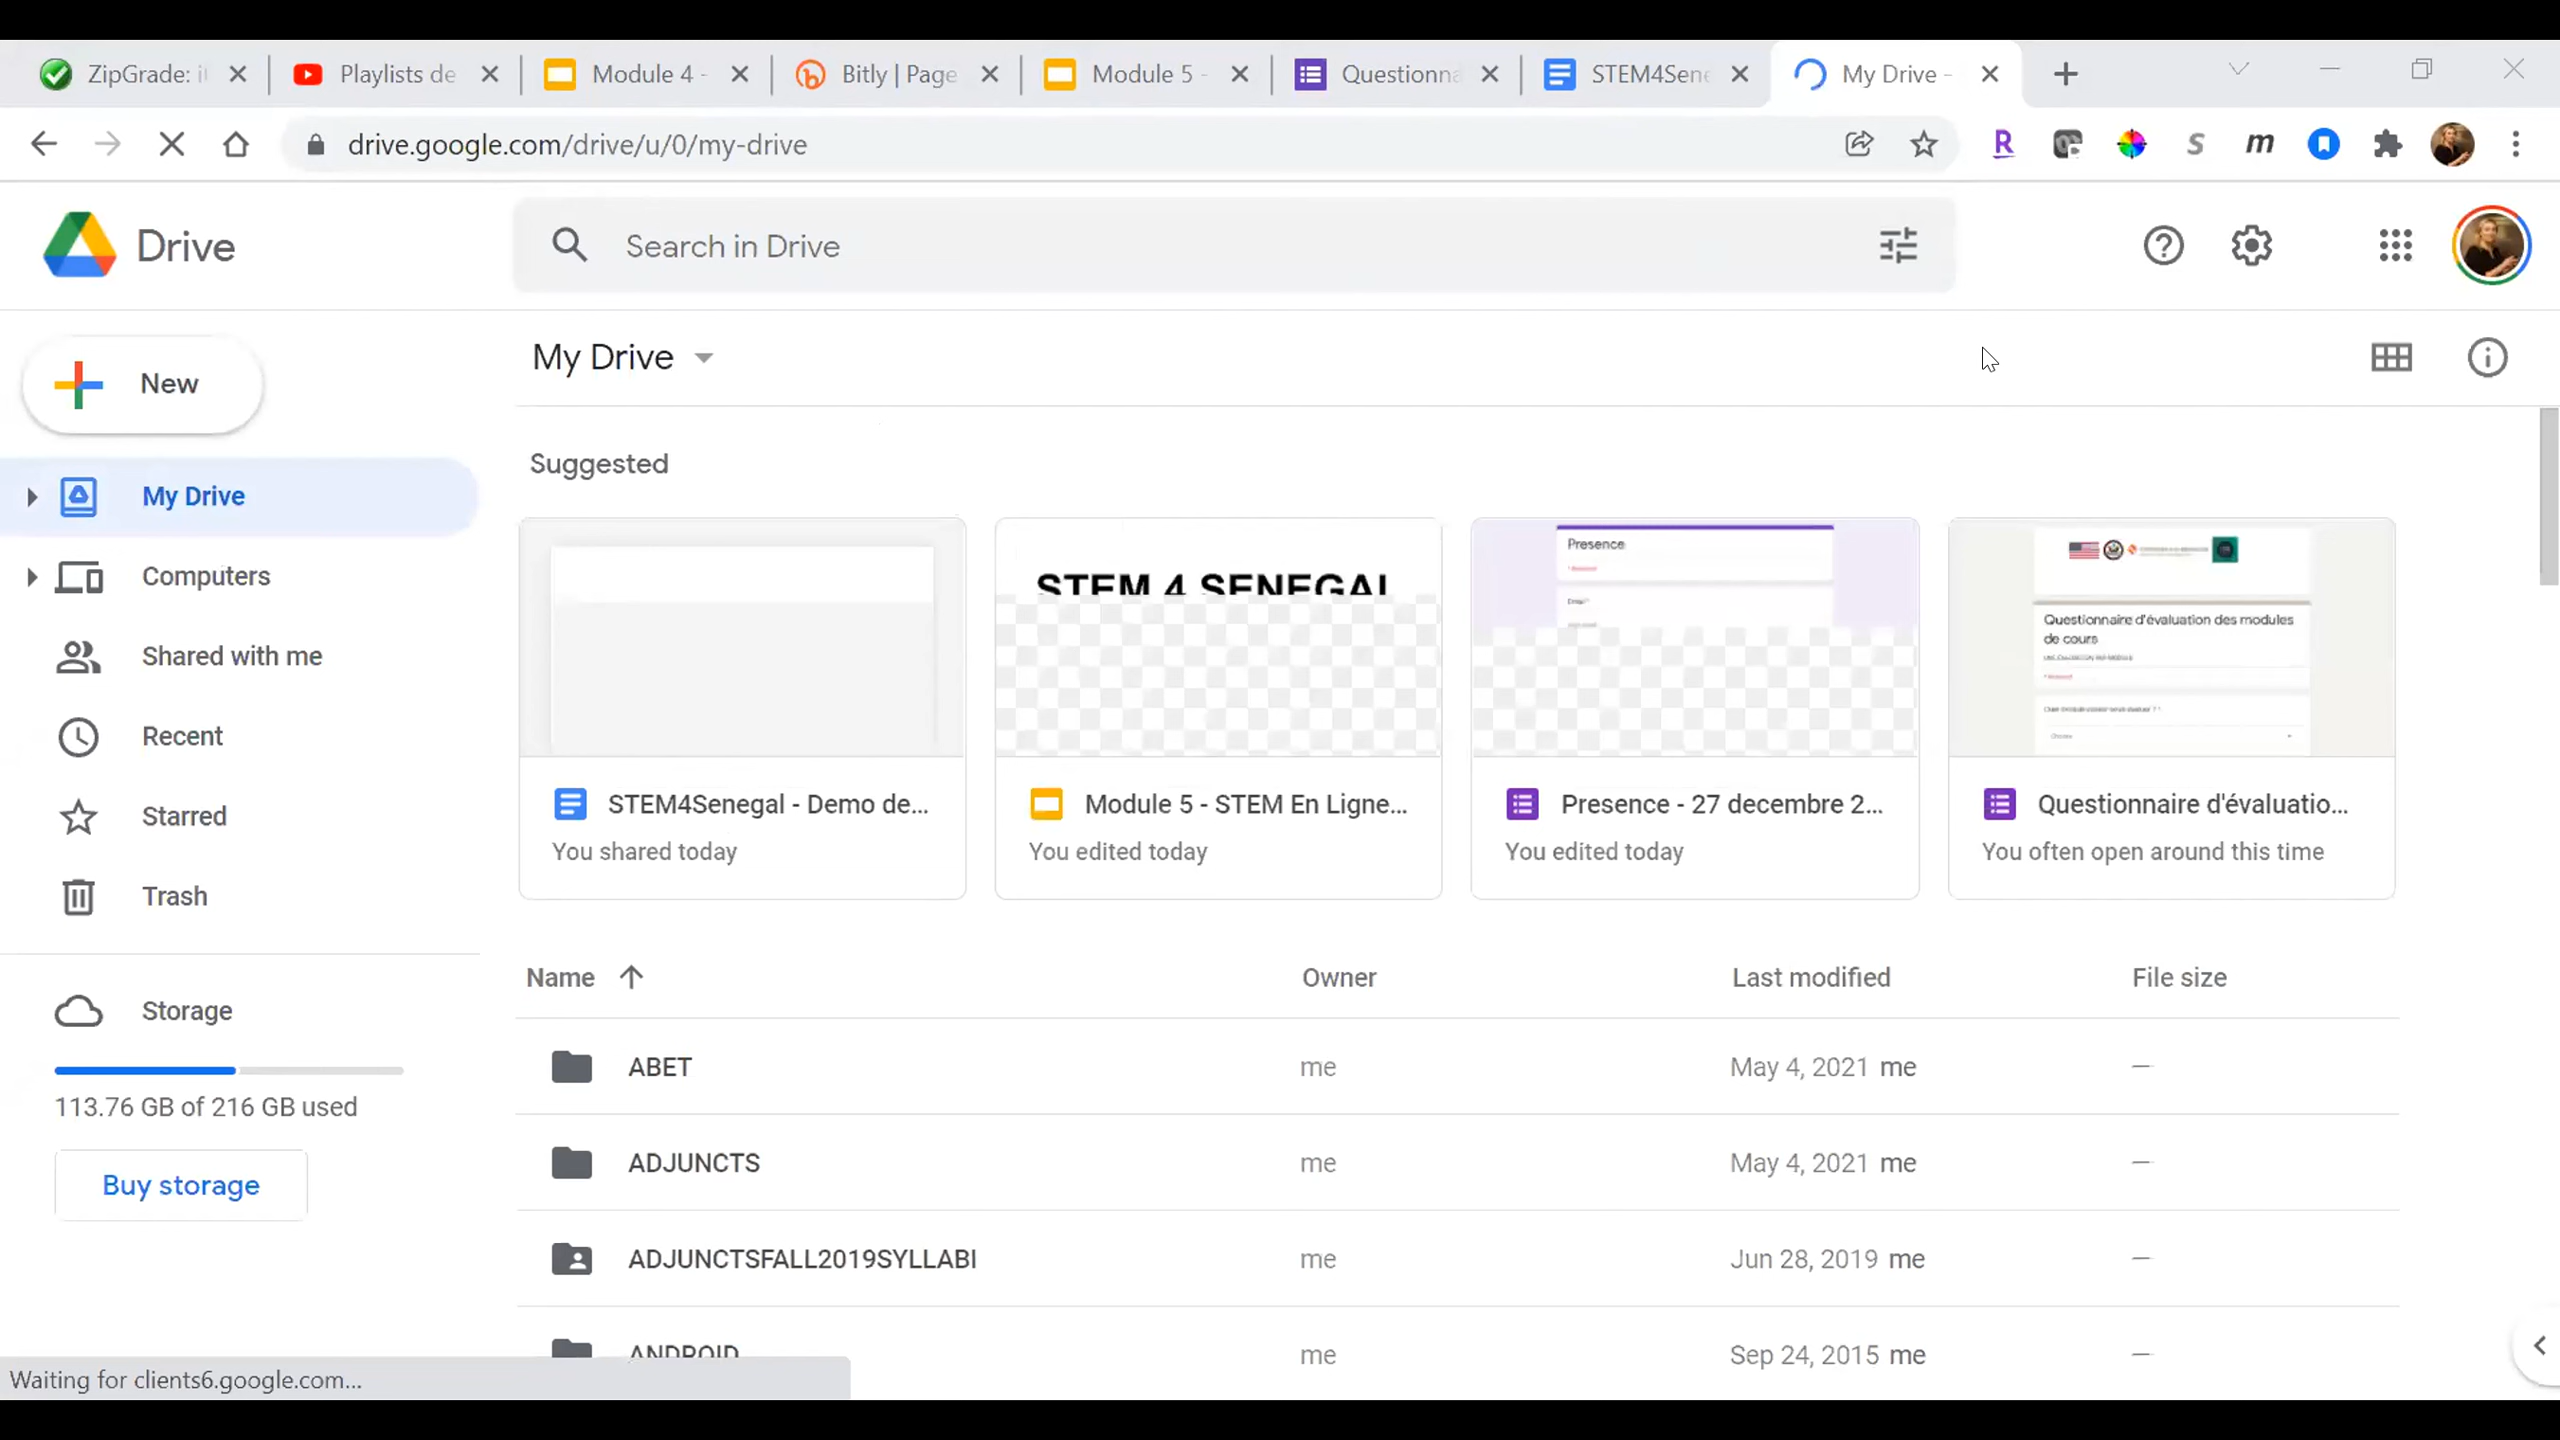 ZipGrade: i
Playlists de
Module 4 -
Bitly | Page
Module 5 -
Questionna
STEM4Sene
My Drive -
drive.google.com/drive/u/0/my-drive
Drive
Search in Drive
New
My Drive
Computers
Shared with me
Recent
Starred
Trash
Storage
113.76 GB of 216 GB used
Buy storage
My Drive
Suggested
STEM4Senegal - Demo de...
You shared today
STEM 4 SENEGAL
Module 5 - STEM En Ligne...
You edited today
Presence
Presence - 27 decembre 2...
You edited today
Questionnaire d'évaluation des modules
de cours
Questionnaire d'évaluatio...
You often open around this time
Name Owner Last modified File size
ABET me May 4, 2021 me —
ADJUNCTS me May 4, 2021 me —
ADJUNCTSFALL2019SYLLABI me Jun 28, 2019 me —
ANDROID me Sep 24, 2015 me —
Waiting for clients6.google.com...